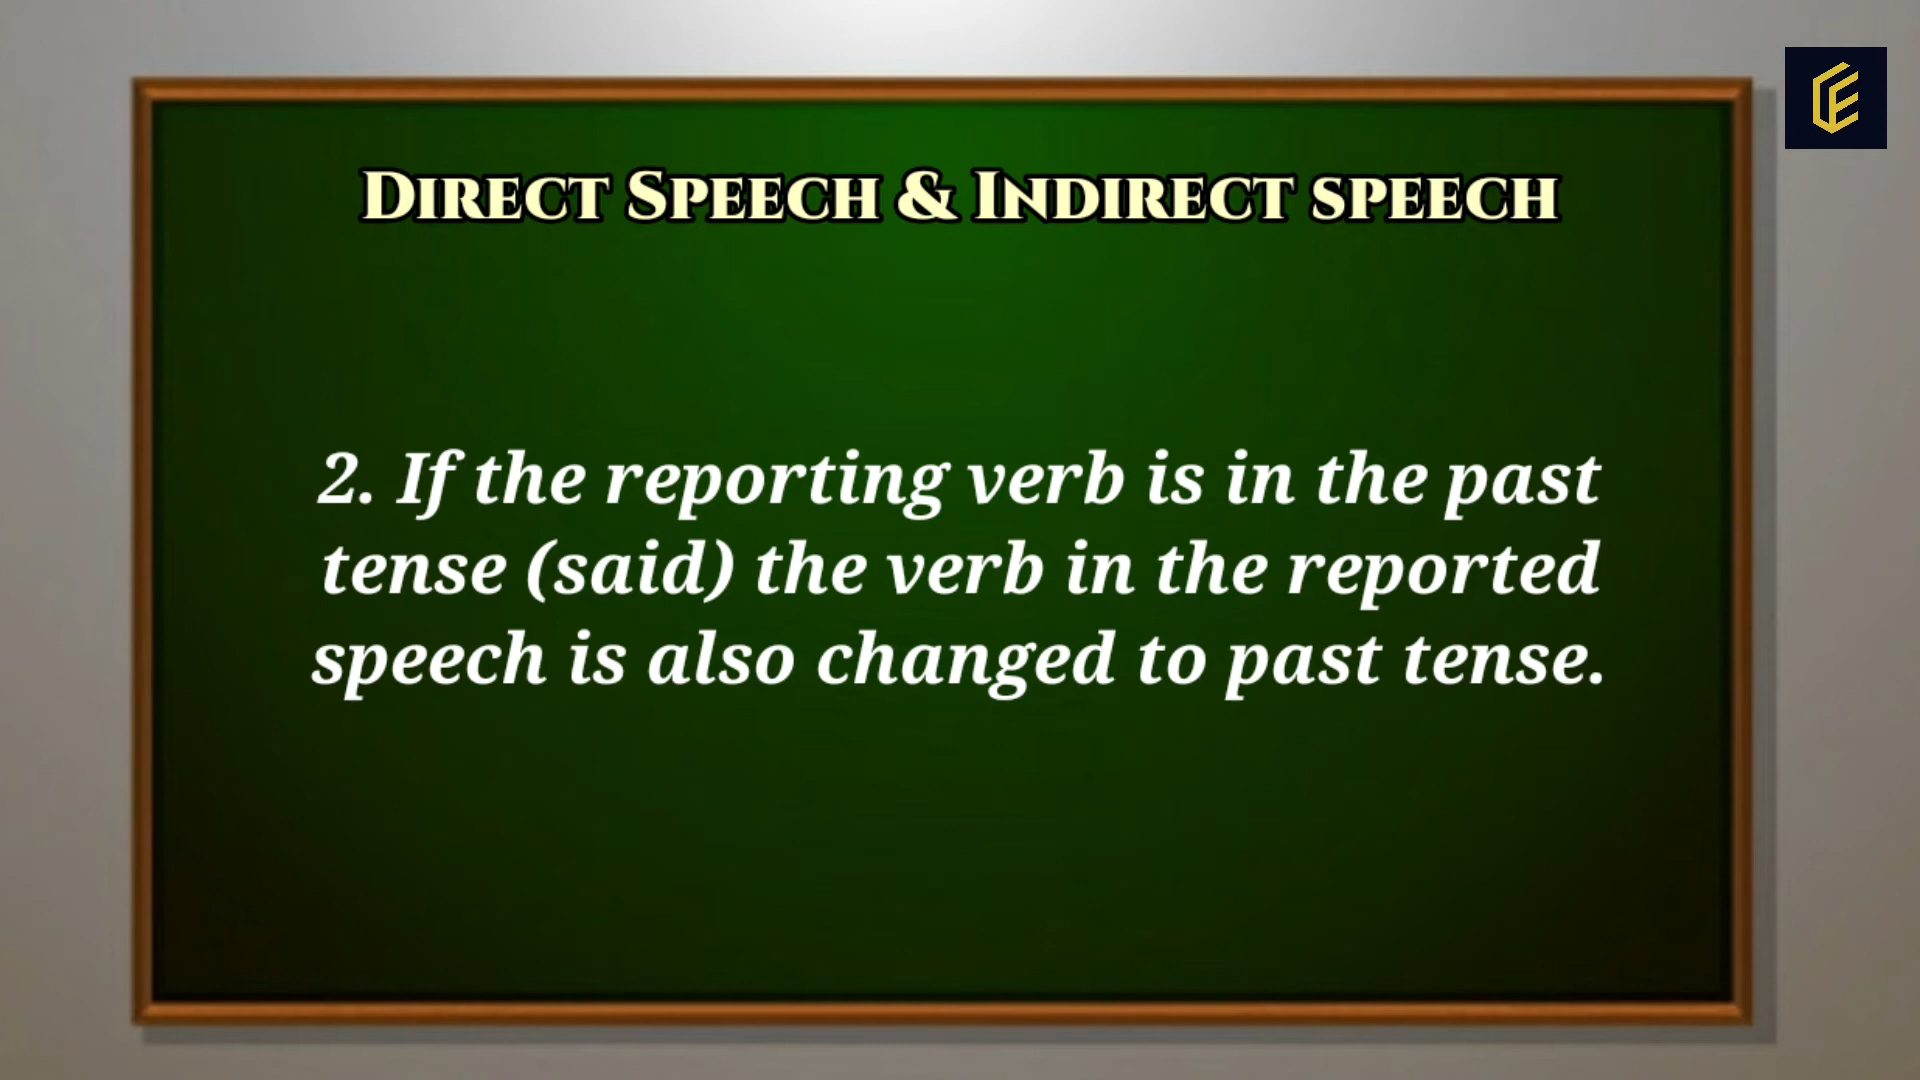 Direct Speech & Indirect speech
2. If the reporting verb is in the past
tense (said) the verb in the reported
speech is also changed to past tense.